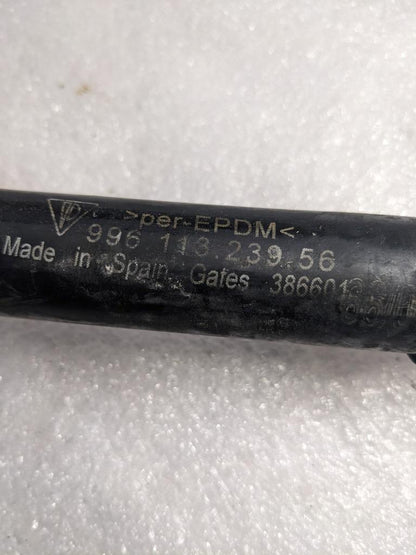 >per-EPDM<
996.113.239.56
Made in Spain Gates